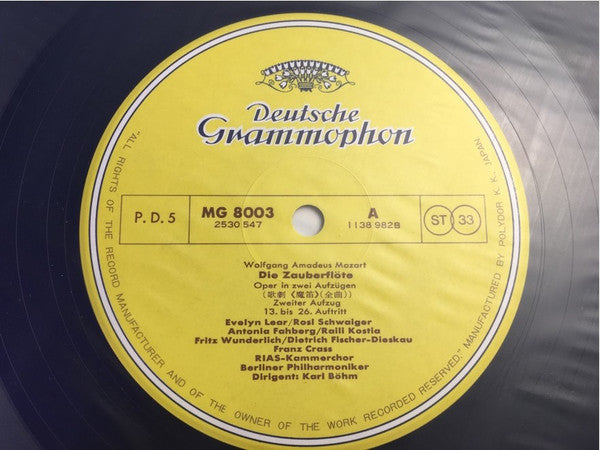 Deutsche
Grammophon
P.D.5
MG 8003
2530 547
A
1138 982B
ST 33
Wolfgang Amadeus Mozart
Die Zauberflöte
Oper in zwei Aufzügen
(歌劇《魔笛》(全曲))
Zweiter Aufzug
13. bis 26. Auftritt
Evelyn Lear/Rosl Schwaiger
Antonia Fahberg/Raili Kostia
Fritz Wunderlich/Dietrich Fischer-Dieskau
Franz Crass
RIAS-Kammerchor
Berliner Philharmoniker
Dirigent: Karl Böhm
"ALL RIGHTS OF THE RECORD MANUFACTURER AND OF THE OWNER OF THE WORK RECORDED RESERVED." MANUFACTURED BY POLYDOR K. K. JAPAN